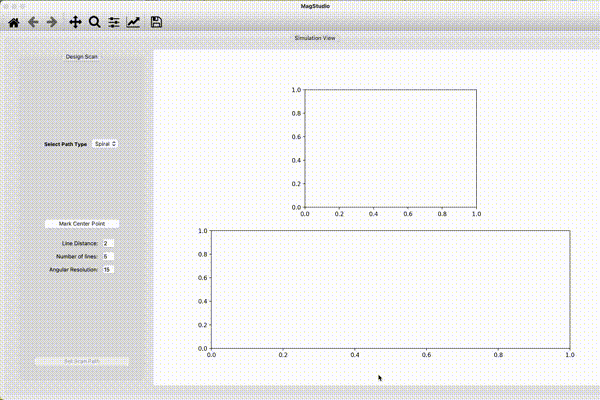 MagStudio
Simulation View
Design Scan
Select Path Type Spiral
Mark Center Point
Line Distance: 2
Number of lines: 5
Angular Resolution: 15
Set Scan Path
1.0
0.8
0.6
0.4
0.2
0.0
0.0 0.2 0.4 0.6 0.8 1.0
1.0
0.8
0.6
0.4
0.2
0.0
0.0 0.2 0.4 0.6 0.8 1.0